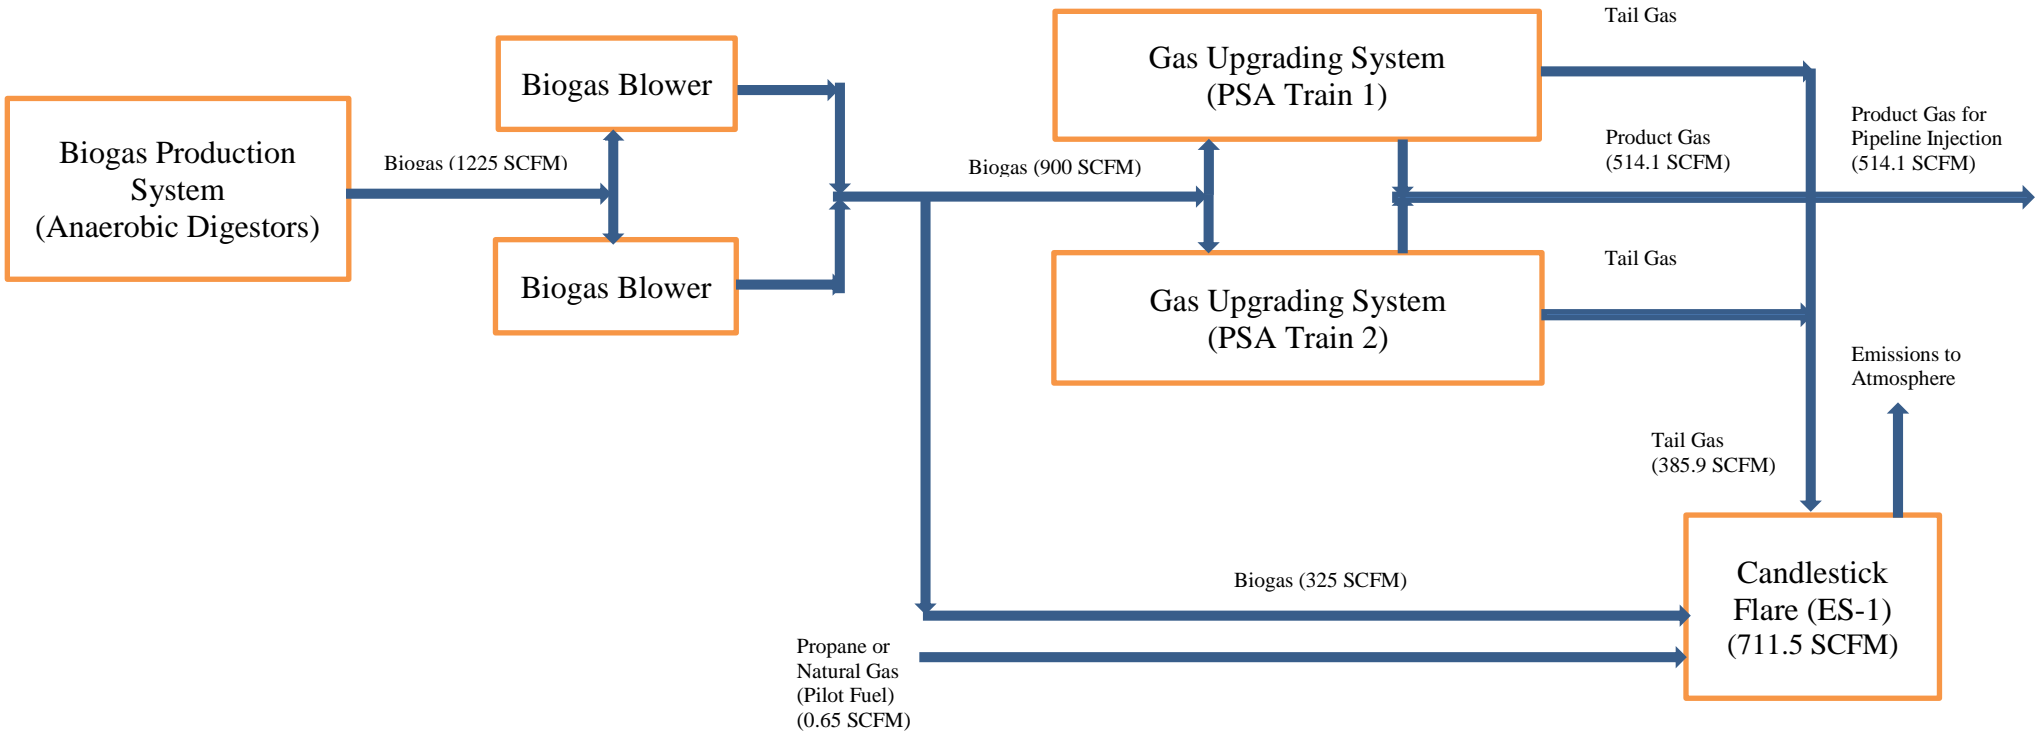 Biogas Production
System
(Anaerobic Digestors)
Biogas (1225 SCFM)
Biogas Blower
Biogas Blower
Biogas (900 SCFM)
Gas Upgrading System
(PSA Train 1)
Gas Upgrading System
(PSA Train 2)
Tail Gas
Product Gas
(514.1 SCFM)
Product Gas for
Pipeline Injection
(514.1 SCFM)
Tail Gas
Emissions to
Atmosphere
Tail Gas
(385.9 SCFM)
Biogas (325 SCFM)
Propane or
Natural Gas
(Pilot Fuel)
(0.65 SCFM)
Candlestick
Flare (ES-1)
(711.5 SCFM)